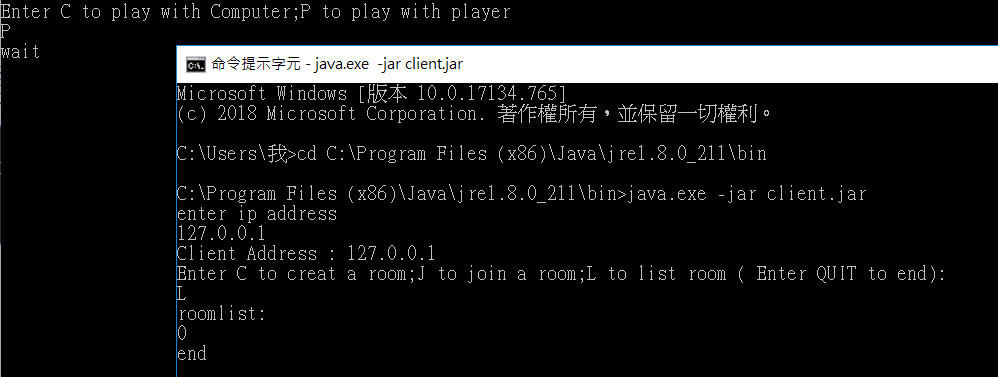 Enter C to play with Computer;P to play with player
P
wait
命令提示字元 - java.exe -jar client.jar
Microsoft Windows [版本 10.0.17134.765]
(c) 2018 Microsoft Corporation. 著作權所有，並保留一切權利。
C:\Users\我>cd C:\Program Files (x86)\Java\jre1.8.0_211\bin
C:\Program Files (x86)\Java\jre1.8.0_211\bin>java.exe -jar client.jar
enter ip address
127.0.0.1
Client Address : 127.0.0.1
Enter C to creat a room;J to join a room;L to list room ( Enter QUIT to end):
L
roomlist:
0
end